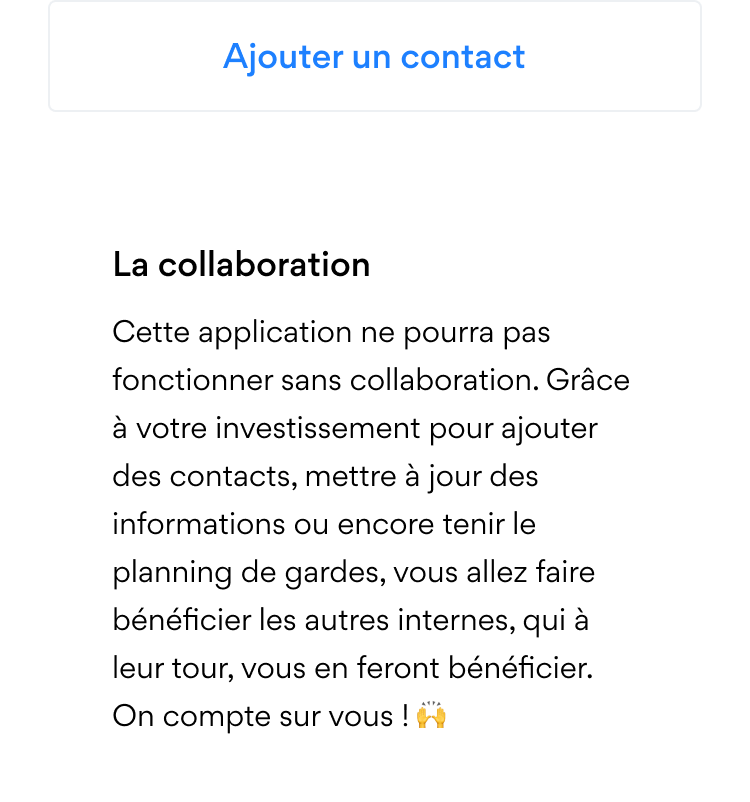 Ajouter un contact
La collaboration
Cette application ne pourra pas
fonctionner sans collaboration. Grâce
à votre investissement pour ajouter
des contacts, mettre à jour des
informations ou encore tenir le
planning de gardes, vous allez faire
bénéficier les autres internes, qui à
leur tour, vous en feront bénéficier.
On compte sur vous ! 🙌